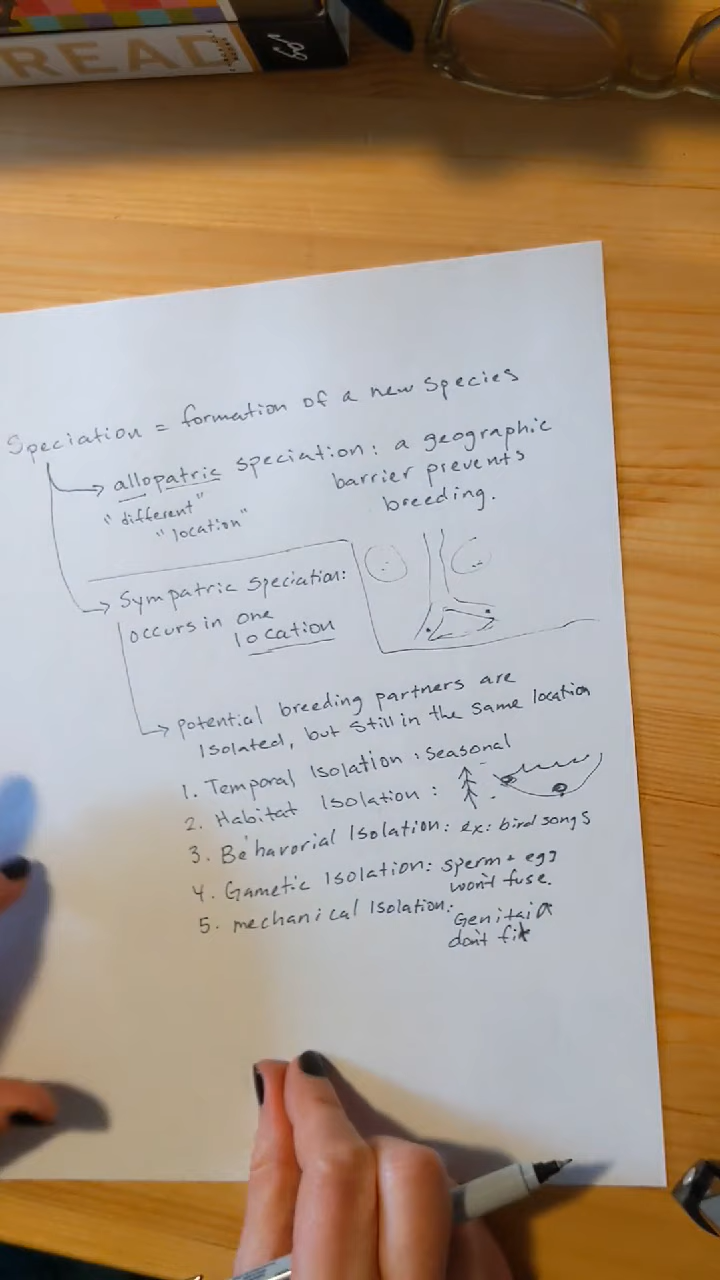 READ
Speciation = formation of a new species
allopatric speciation: a geographic
barrier prevents
breeding.
"different"
"location"
Sympatric speciation:
occurs in one
location
potential breeding partners are
isolated, but still in the same location
1. Temporal Isolation: seasonal
2. Habitat Isolation:
3. Behavorial Isolation: ex: bird songs
4. Gametic Isolation: sperm + egg
won't fuse.
5. mechanical Isolation:
Genitaia
don't fit